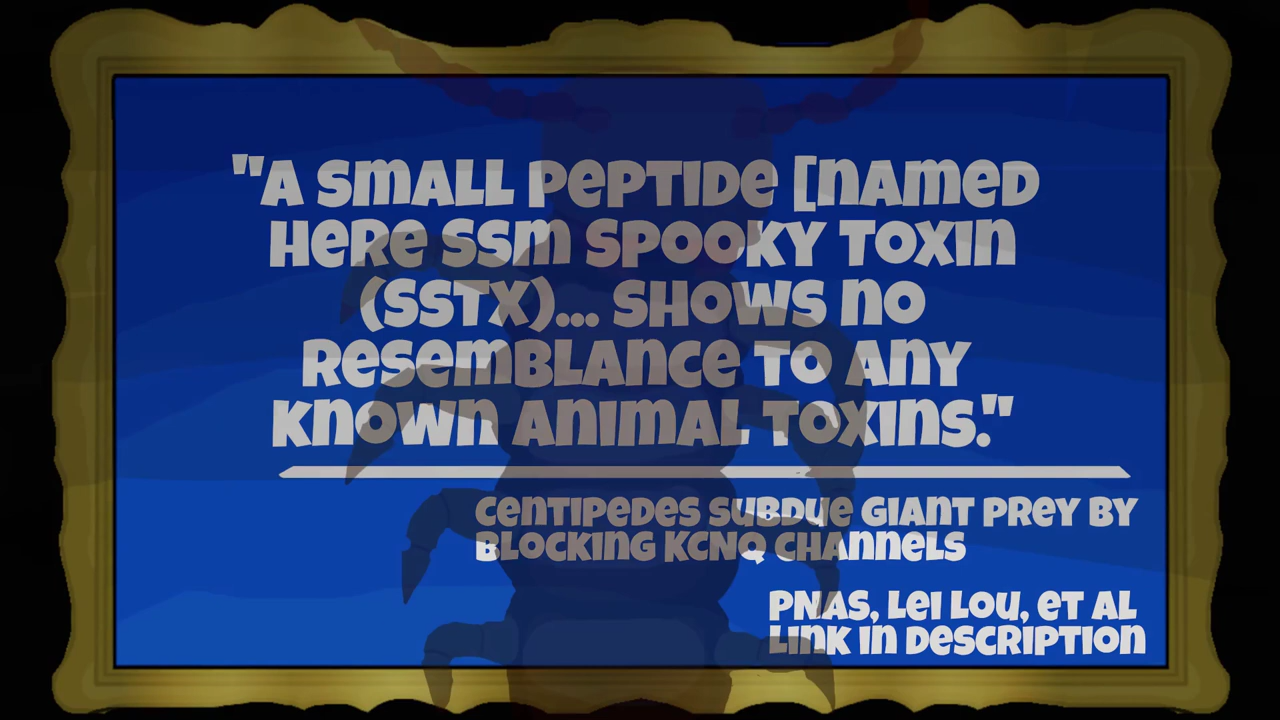 "A SMALL PEPTIDE [NAMED
HERE SSM SPOOKY TOXIN
(SSTX)... SHOWS NO
RESEMBLANCE TO ANY
KNOWN ANIMAL TOXINS."
CENTIPEDES SUBDUE GIANT PREY BY
BLOCKING KCNQ CHANNELS
PNAS, LEI LOU, ET AL
LINK IN DESCRIPTION